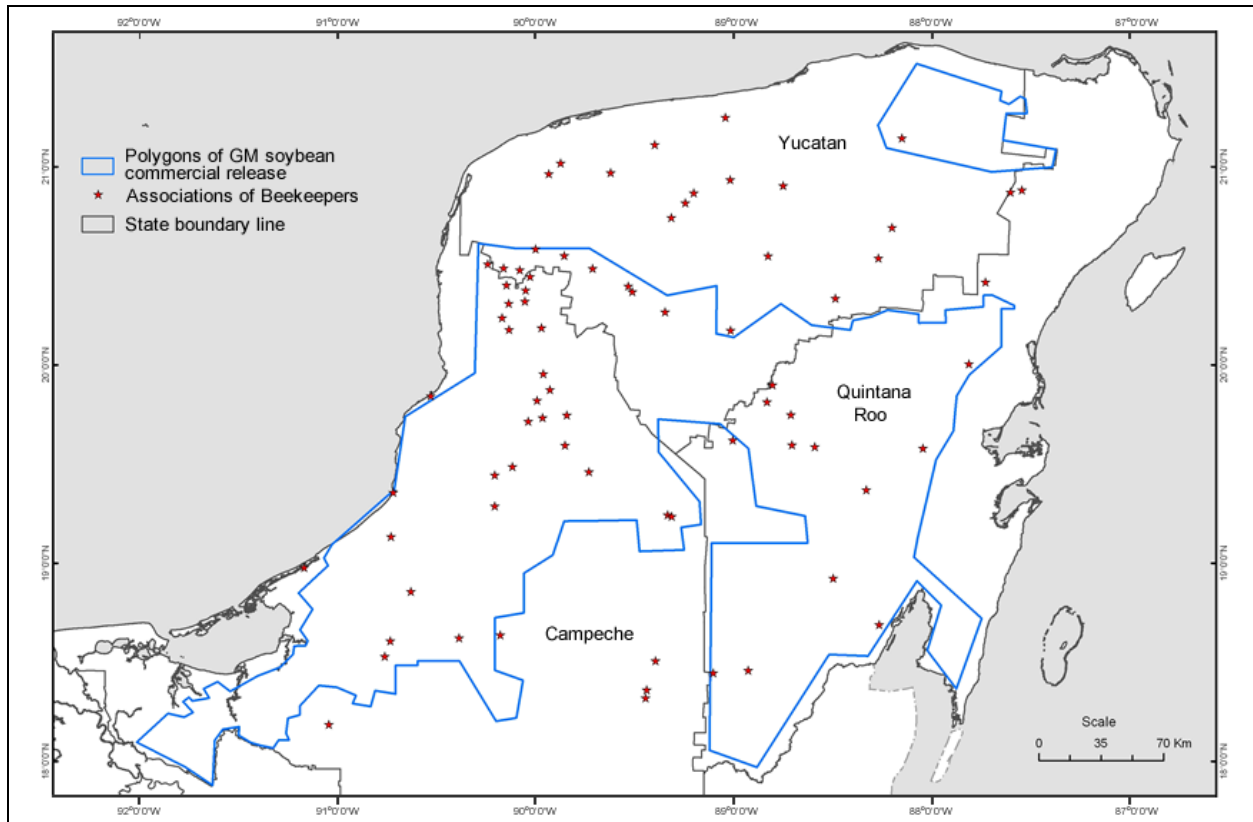 92°0'0"W 91°0'0"W 90°0'0"W 89°0'0"W 88°0'0"W 87°0'0"W
Yucatan
Polygons of GM soybean
commercial release
Associations of Beekeepers
State boundary line
21°0'0"N
21°0'0"N
20°0'0"N
20°0'0"N
Quintana
Roo
19°0'0"N
19°0'0"N
Campeche
Scale
0 35 70 Km
18°0'0"N
18°0'0"N
92°0'0"W 91°0'0"W 90°0'0"W 89°0'0"W 88°0'0"W 87°0'0"W